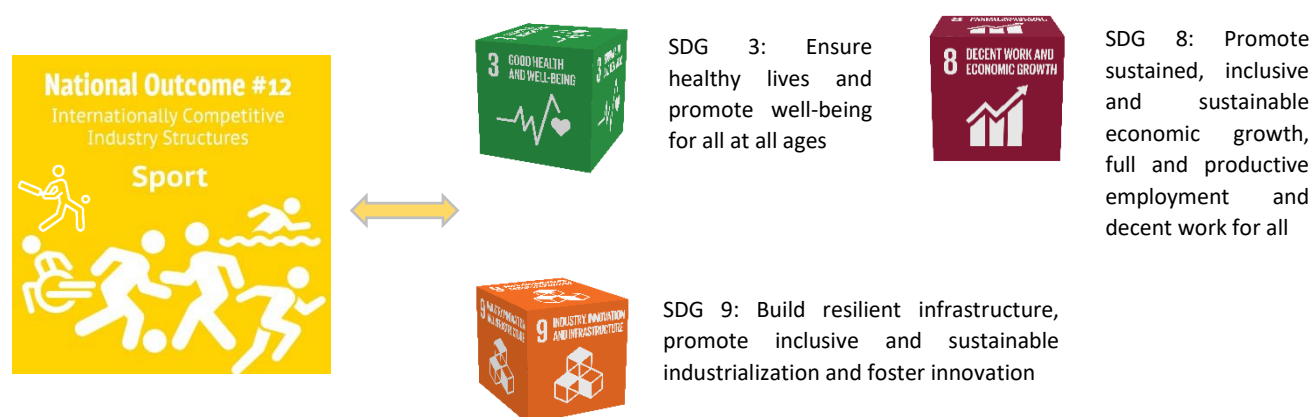 National Outcome #12
Internationally Competitive
Industry Structures
Sport
3 GOOD HEALTH
AND WELL-BEING
3
SDG 3: Ensure
healthy lives and
promote well-being
for all at all ages
8 DECENT WORK AND
ECONOMIC GROWTH
SDG 8: Promote
sustained, inclusive
and sustainable
economic growth,
full and productive
employment and
decent work for all
9
9 INDUSTRY, INNOVATION
AND INFRASTRUCTURE
SDG 9: Build resilient infrastructure,
promote inclusive and sustainable
industrialization and foster innovation